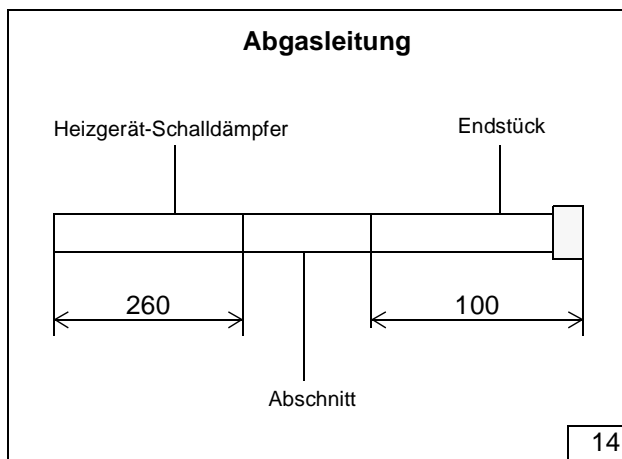 Abgasleitung
Heizgerät-Schalldämpfer
Endstück
260
100
Abschnitt
14